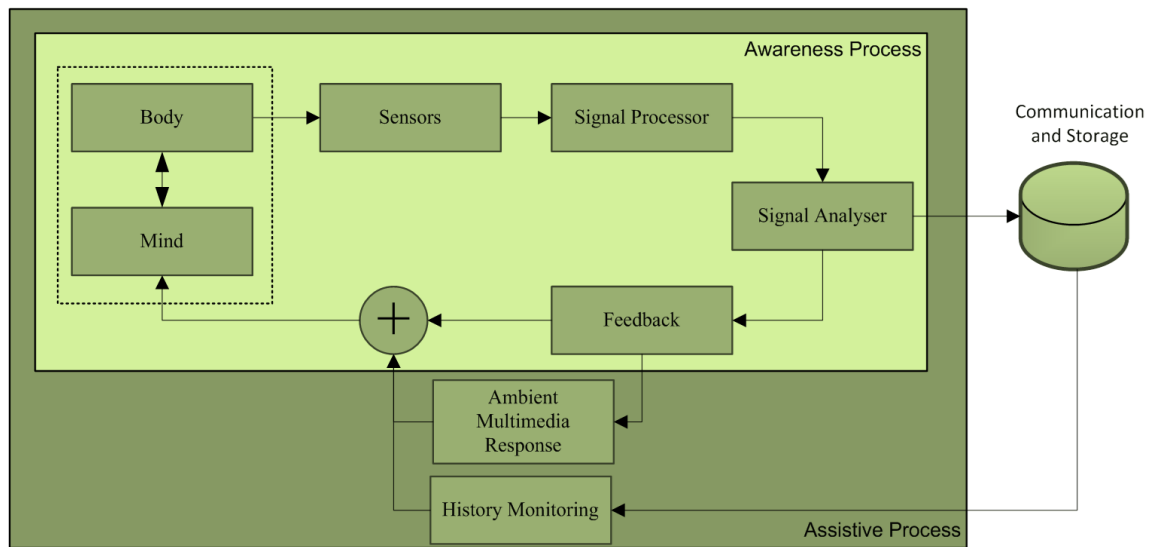 Awareness Process
Body
Sensors
Signal Processor
Communication
and Storage
Signal Analyser
Mind
Feedback
Ambient
Multimedia
Response
History Monitoring
Assistive Process